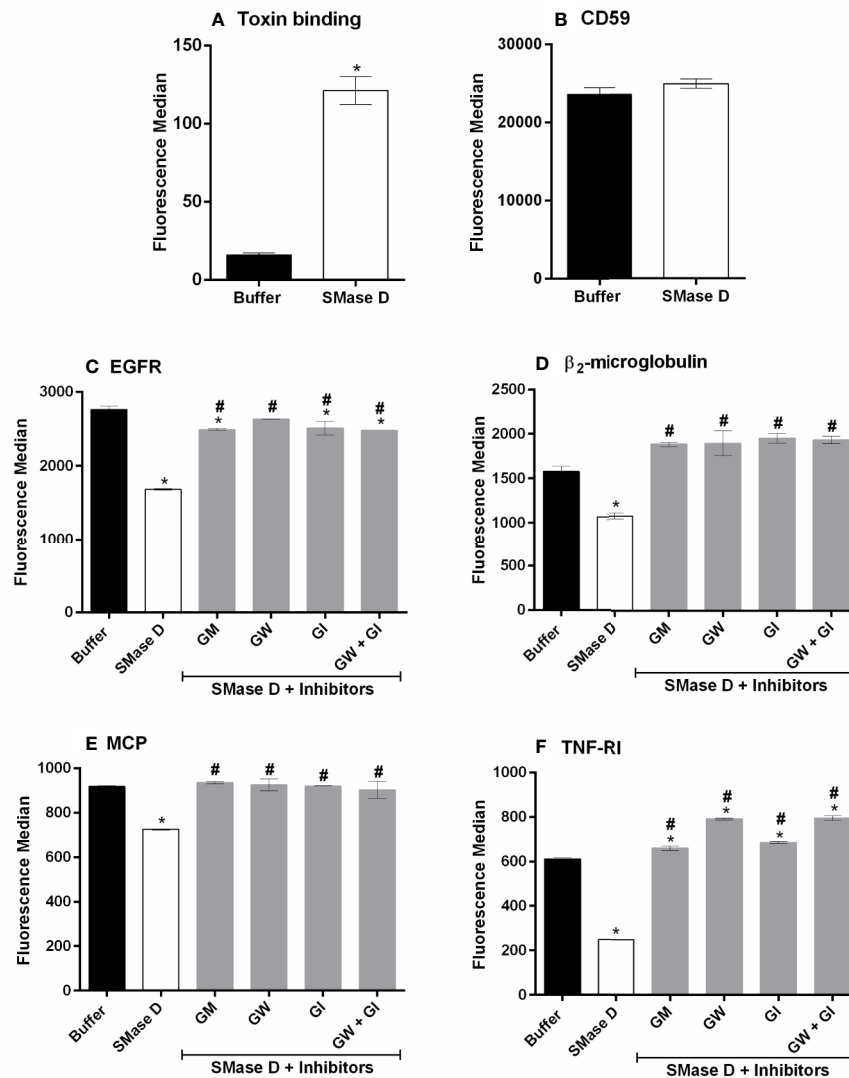 A Toxin binding
Fluorescence Median
150
100
50
0
*
Buffer
SMase D
B CD59
Fluorescence Median
30000
20000
10000
0
Buffer
SMase D
C EGFR
Fluorescence Median
3000
2000
1000
0
*
#
*
#
#
*
#
*
Buffer
SMase D
GM
GW
GI
GW + GI
SMase D + Inhibitors
D β₂-microglobulin
Fluorescence Median
2500
2000
1500
1000
500
0
*
#
#
#
#
Buffer
SMase D
GM
GW
GI
GW + GI
SMase D + Inhibitors
E MCP
Fluorescence Median
1000
800
600
400
200
0
*
#
#
#
#
Buffer
SMase D
GM
GW
GI
GW + GI
SMase D + Inhibitors
F TNF-RI
Fluorescence Median
1000
800
600
400
200
0
*
#
*
#
*
#
*
#
*
Buffer
SMase D
GM
GW
GI
GW + GI
SMase D + Inhibitors